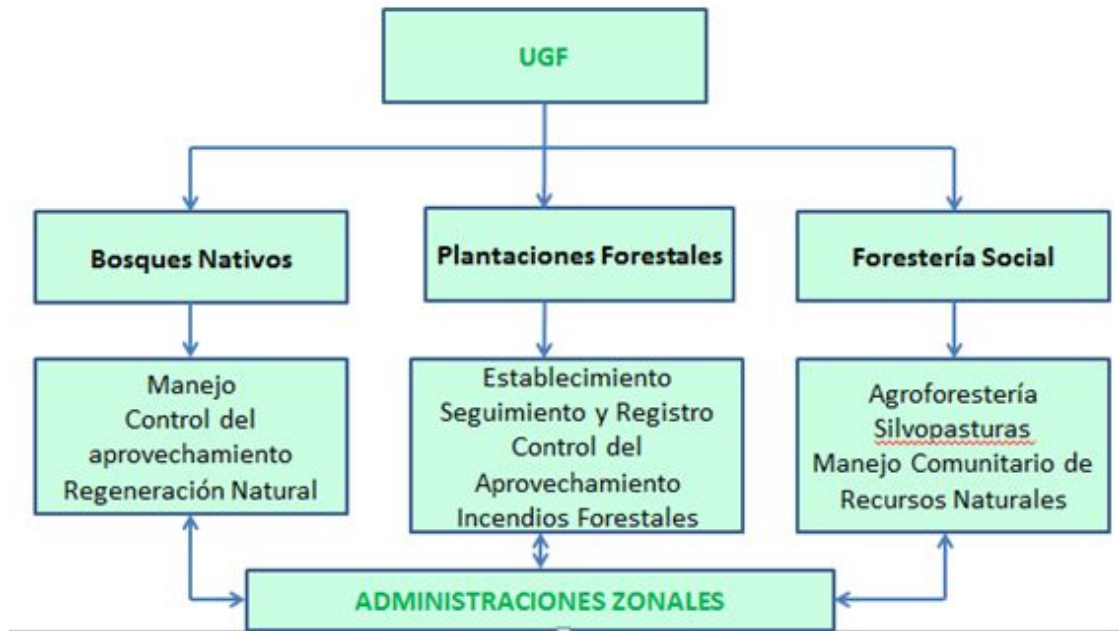 UGF
Bosques Nativos
Plantaciones Forestales
Forestería Social
Manejo
Control del
aprovechamiento
Regeneración Natural
Establecimiento
Seguimiento y Registro
Control del
Aprovechamiento
Incendios Forestales
Agroforestería
Silvopasturas
Manejo Comunitario de
Recursos Naturales
ADMINISTRACIONES ZONALES